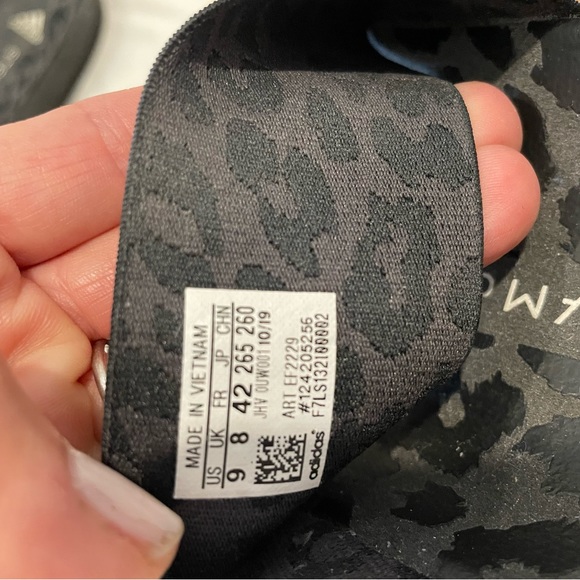 MADE IN VIETNAM
US UK FR JP CHN
9 8 42 265 260
JHV 0UW001 10/19
ART EF2229
#124205256
F7LS132100002
adidas